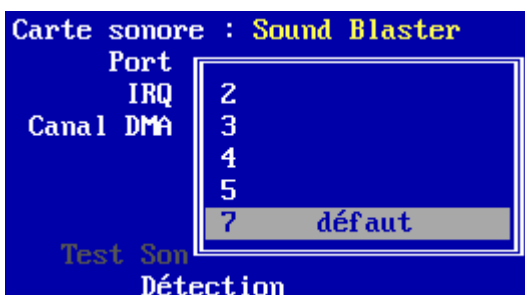 Carte sonore : Sound Blaster
Port
IRQ
Canal DMA
2
3
4
5
7 défaut
Test Son
Détection